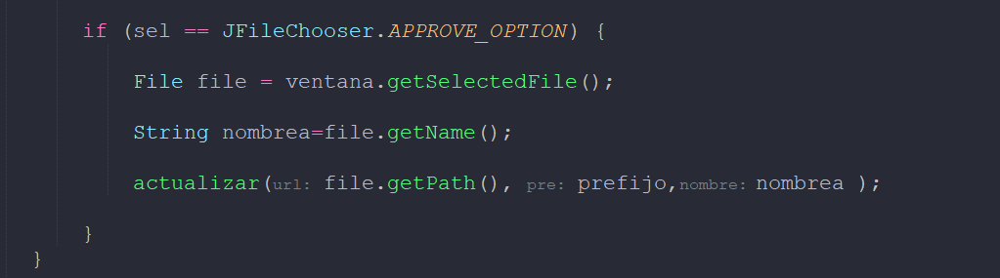 if (sel == JFileChooser.APPROVE_OPTION) {
File file = ventana.getSelectedFile();
String nombrea=file.getName();
actualizar(url: file.getPath(), pre: prefijo,nombre: nombrea );
}
}